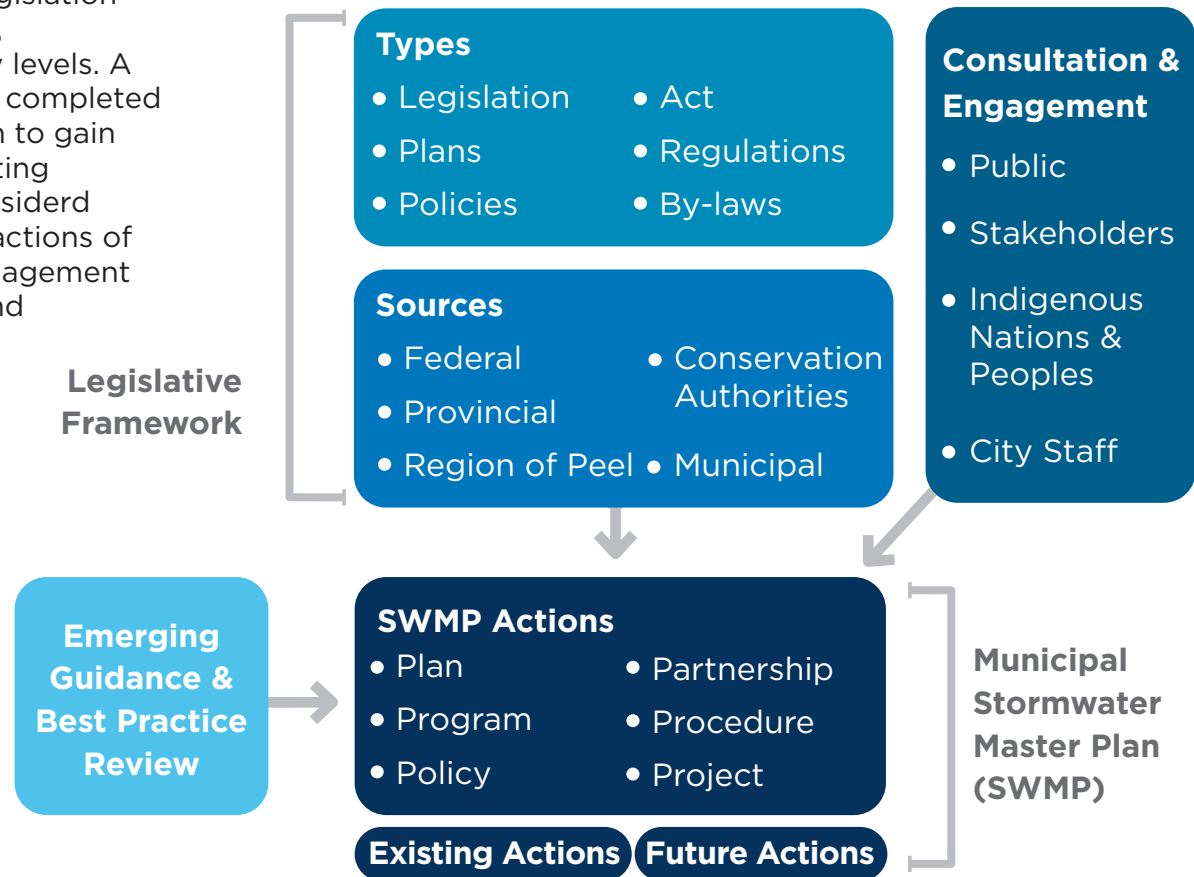 gislation
y levels. A
completed
n to gain
ting
siderd
actions of
agement
nd
Legislative
Framework
Types
• Legislation
• Plans
• Policies
• Act
• Regulations
• By-laws
Sources
• Federal
• Provincial
• Region of Peel
• Conservation
Authorities
• Municipal
Consultation &
Engagement
• Public
• Stakeholders
• Indigenous
Nations &
Peoples
• City Staff
Emerging
Guidance &
Best Practice
Review
SWMP Actions
• Plan
• Program
• Policy
• Partnership
• Procedure
• Project
Existing Actions
Future Actions
Municipal
Stormwater
Master Plan
(SWMP)